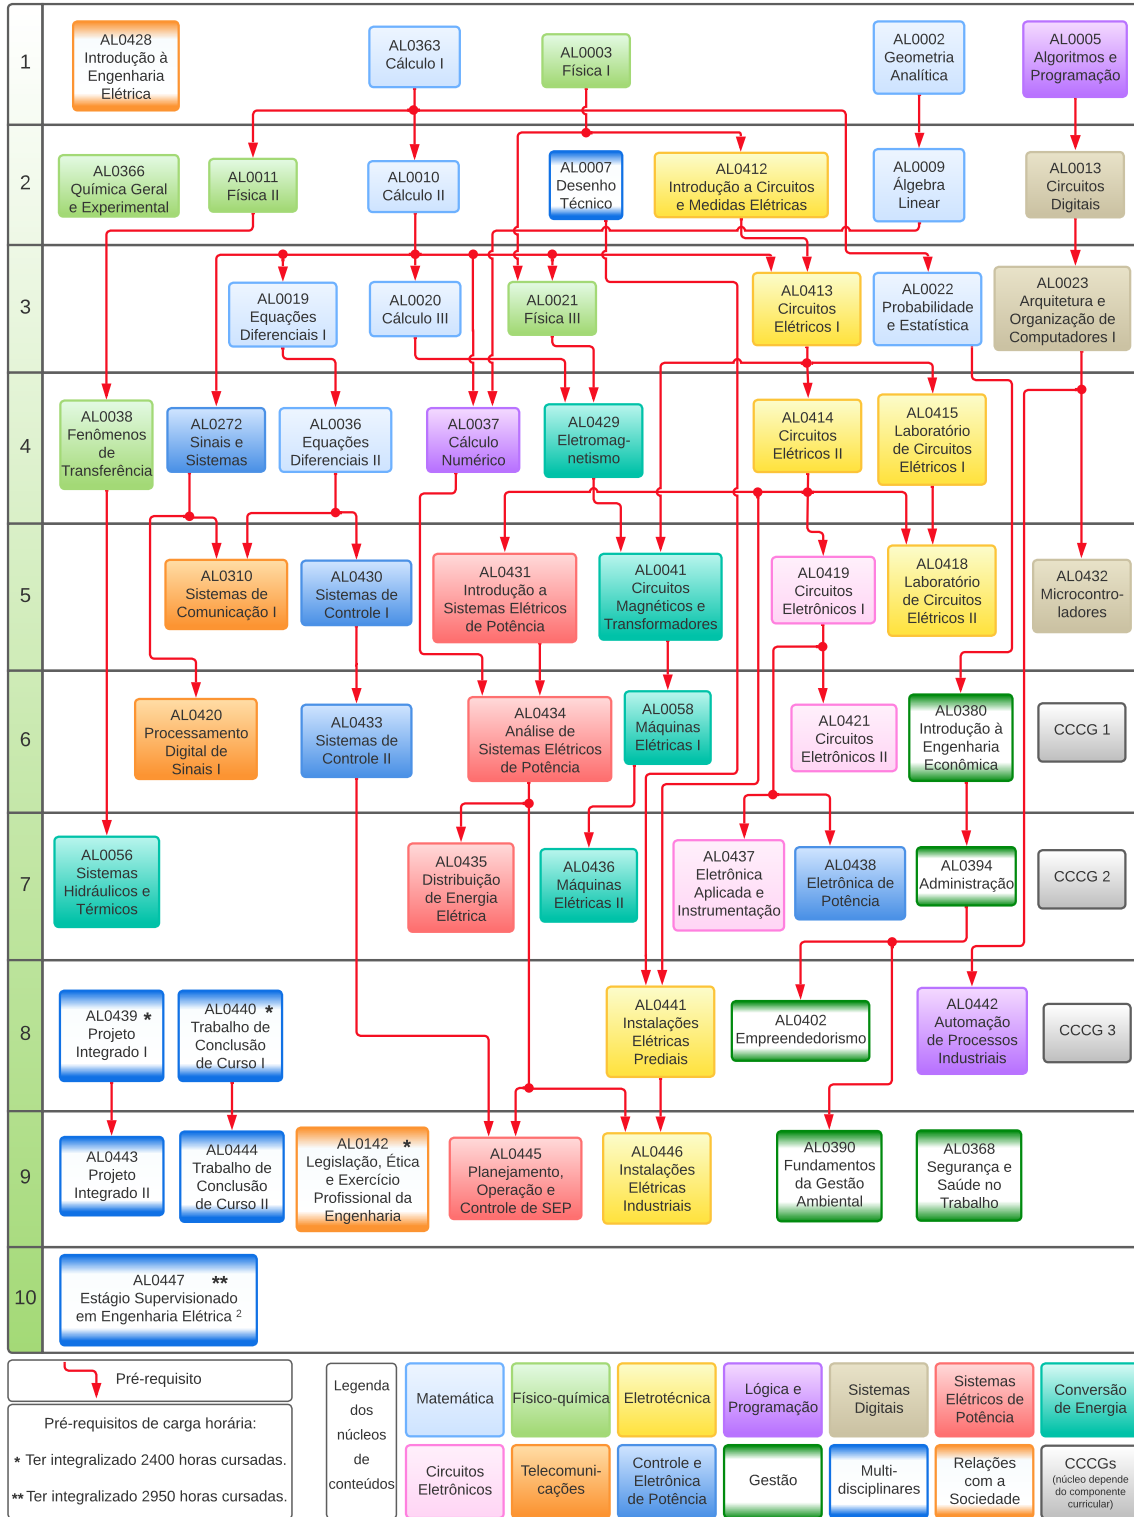 1
AL0428
Introdução à
Engenharia
Elétrica
AL0363
Cálculo I
AL0003
Física I
AL0002
Geometria
Analítica
AL0005
Algoritmos e
Programação
2
AL0366
Química Geral
e Experimental
AL0011
Física II
AL0010
Cálculo II
AL0007
Desenho
Técnico
AL0412
Introdução a Circuitos
e Medidas Elétricas
AL0009
Álgebra
Linear
AL0013
Circuitos
Digitais
3
AL0019
Equações
Diferenciais I
AL0020
Cálculo III
AL0021
Física III
AL0413
Circuitos
Elétricos I
AL0022
Probabilidade
e Estatística
AL0023
Arquitetura e
Organização de
Computadores I
4
AL0038
Fenômenos
de
Transferência
AL0272
Sinais e
Sistemas
AL0036
Equações
Diferenciais II
AL0037
Cálculo
Numérico
AL0429
Eletromag-
netismo
AL0414
Circuitos
Elétricos II
AL0415
Laboratório
de Circuitos
Elétricos I
5
AL0310
Sistemas de
Comunicação I
AL0430
Sistemas de
Controle I
AL0431
Introdução a
Sistemas Elétricos
de Potência
AL0041
Circuitos
Magnéticos e
Transformadores
AL0419
Circuitos
Eletrônicos I
AL0418
Laboratório
de Circuitos
Elétricos II
AL0432
Microcontro-
ladores
6
AL0420
Processamento
Digital de
Sinais I
AL0433
Sistemas de
Controle II
AL0434
Análise de
Sistemas Elétricos
de Potência
AL0058
Máquinas
Elétricas I
AL0421
Circuitos
Eletrônicos II
AL0380
Introdução à
Engenharia
Econômica
CCCG 1
7
AL0056
Sistemas
Hidráulicos e
Térmicos
AL0435
Distribuição
de Energia
Elétrica
AL0436
Máquinas
Elétricas II
AL0437
Eletrônica
Aplicada e
Instrumentação
AL0438
Eletrônica de
Potência
AL0394
Administração
CCCG 2
8
AL0439 *
Projeto
Integrado I
AL0440 *
Trabalho de
Conclusão
de Curso I
AL0441
Instalações
Elétricas
Prediais
AL0402
Empreendedorismo
AL0442
Automação
de Processos
Industriais
CCCG 3
9
AL0443
Projeto
Integrado II
AL0444
Trabalho de
Conclusão
de Curso II
AL0142 *
Legislação, Ética
e Exercício
Profissional da
Engenharia
AL0445
Planejamento,
Operação e
Controle de SEP
AL0446
Instalações
Elétricas
Industriais
AL0390
Fundamentos
da Gestão
Ambiental
AL0368
Segurança e
Saúde no
Trabalho
10
AL0447 **
Estágio Supervisionado
em Engenharia Elétrica ²
Pré-requisito
Pré-requisitos de carga horária:
* Ter integralizado 2400 horas cursadas.
** Ter integralizado 2950 horas cursadas.
Legenda
dos
núcleos
de
conteúdos
Matemática
Físico-química
Eletrotécnica
Lógica e
Programação
Sistemas
Digitais
Sistemas
Elétricos de
Potência
Conversão
de Energia
Circuitos
Eletrônicos
Telecomuni-
cações
Controle e
Eletrônica
de Potência
Gestão
Multi-
disciplinares
Relações
com a
Sociedade
CCCGs
(núcleo depende
do componente
curricular)